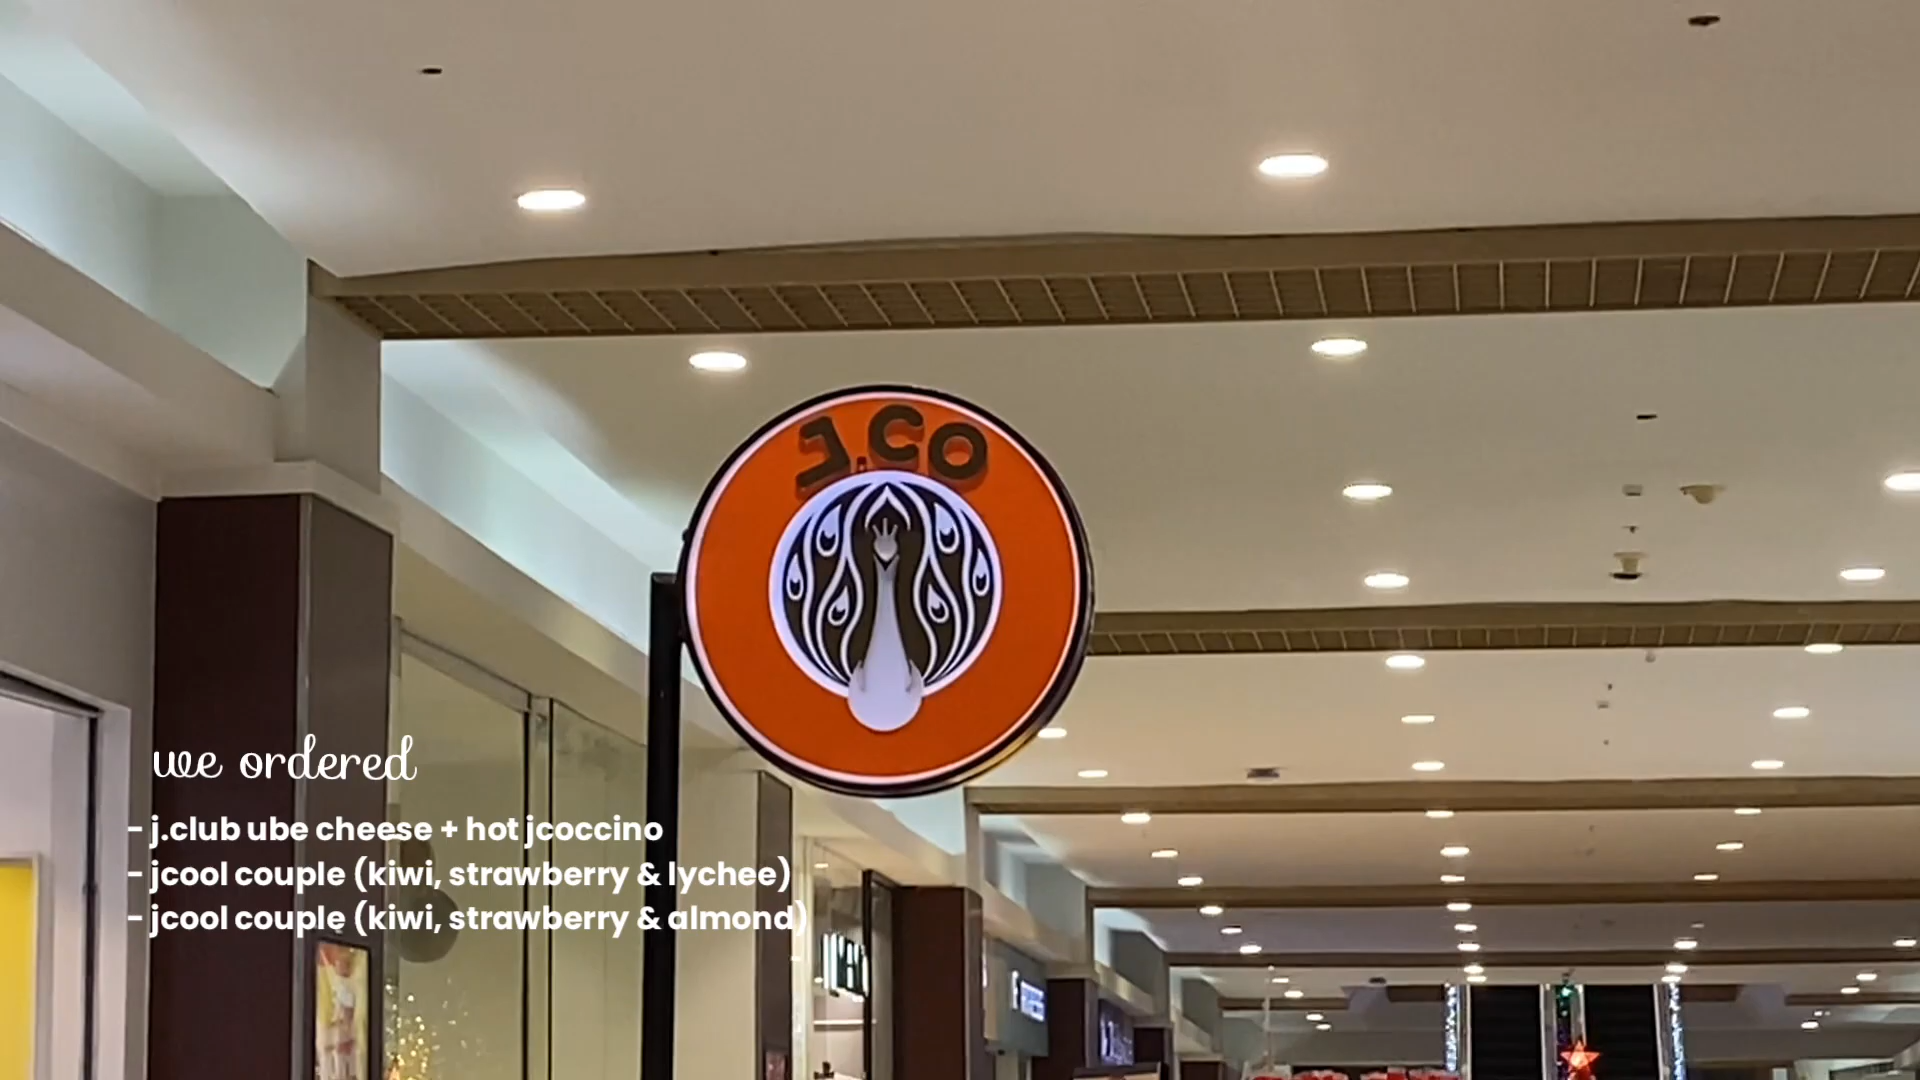 J.CO
we ordered
- j.club ube cheese + hot jcoccino
- jcool couple (kiwi, strawberry & lychee)
- jcool couple (kiwi, strawberry & almond)